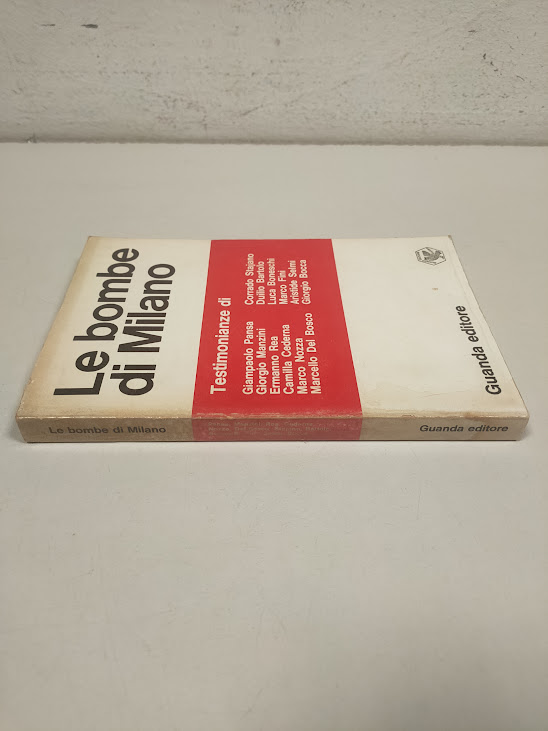 Le bombe
di Milano
Testimonianze di
Giampaolo Pansa
Giorgio Manzini
Ermanno Rea
Camilla Cederna
Marco Nozza
Marcello Del Bosco
Corrado Stajano
Duilio Bartolo
Luca Boneschi
Marco Fini
Aristide Selmi
Giorgio Bocca
Guanda editore
Le bombe di Milano
Guanda editore